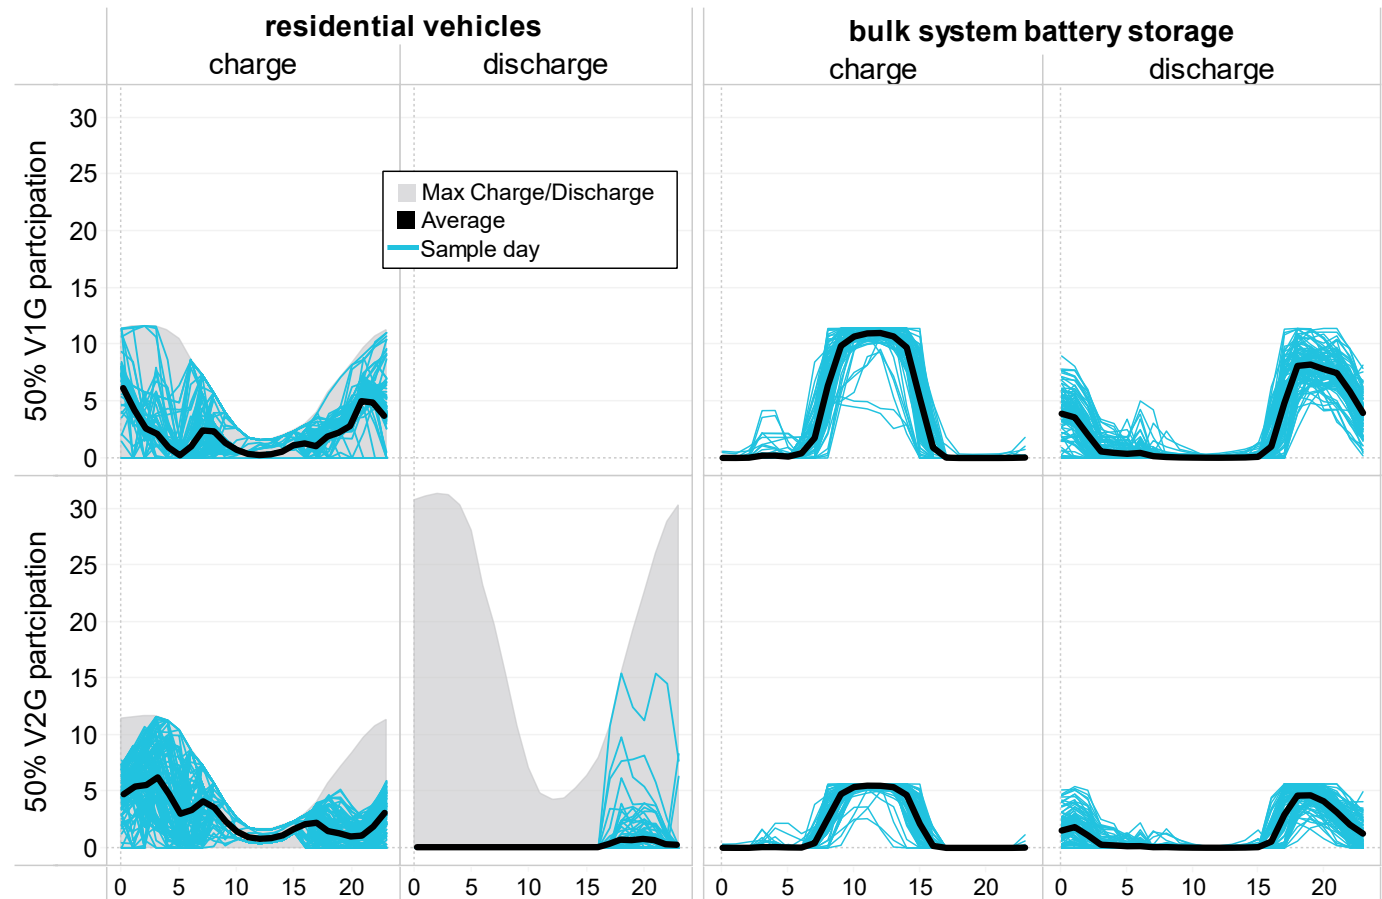 residential vehicles
bulk system battery storage
charge
discharge
charge
discharge
50% V1G partcipation
30
25
20
15
10
5
0
Max Charge/Discharge
Average
Sample day
50% V2G partcipation
30
25
20
15
10
5
0
0 5 10 15 20
0 5 10 15 20
0 5 10 15 20
0 5 10 15 20